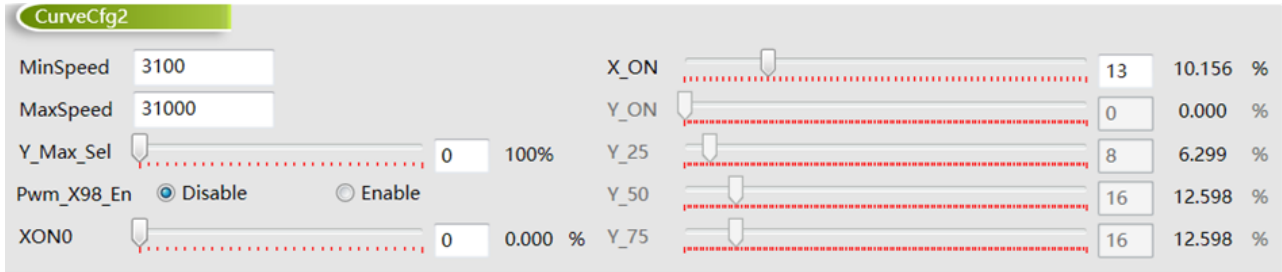 CurveCfg2
MinSpeed 3100
MaxSpeed 31000
Y_Max_Sel 0 100%
Pwm_X98_En Disable Enable
XON0 0 0.000 %
X_ON 13 10.156 %
Y_ON 0 0.000 %
Y_25 8 6.299 %
Y_50 16 12.598 %
Y_75 16 12.598 %